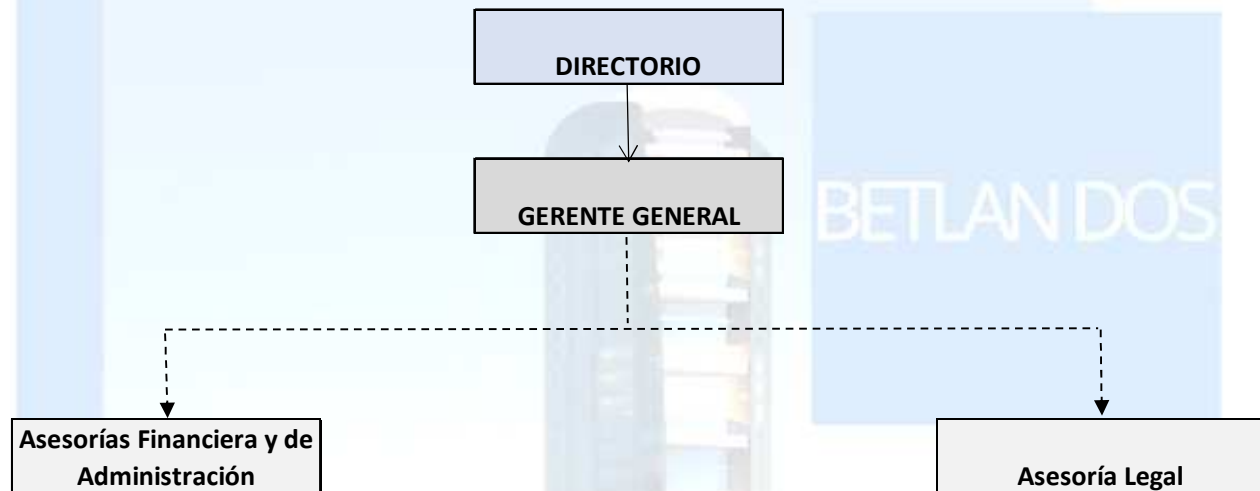 DIRECTORIO
GERENTE GENERAL
BETLAN DOS
Asesorías Financiera y de
Administración
Asesoría Legal